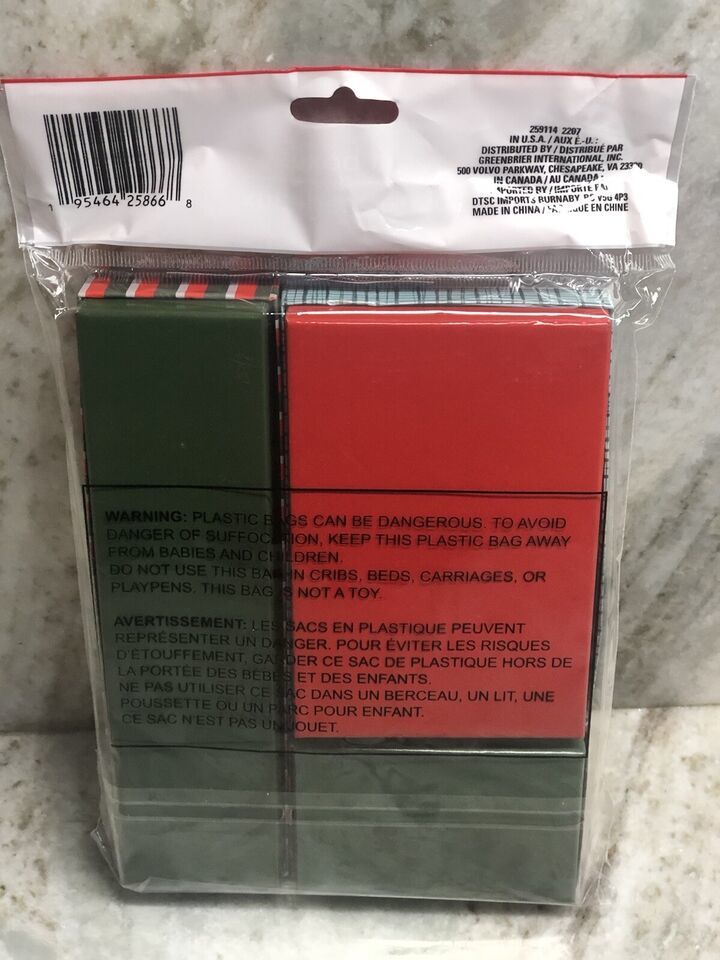 1 95464 25866 8
259114 2207
IN U.S.A. / AUX É.-U. :
DISTRIBUTED BY / DISTRIBUÉ PAR
GREENBRIER INTERNATIONAL, INC.
500 VOLVO PARKWAY, CHESAPEAKE, VA
IN CANADA / AU CANADA :
DTSC IMPORTS BURNABY, BC V5G 4P3
MADE IN CHINA / EN CHINE
WARNING: PLASTIC BAGS CAN BE DANGEROUS. TO AVOID
DANGER OF SUFFOCATION, KEEP THIS PLASTIC BAG AWAY
FROM BABIES AND CHILDREN.
DO NOT USE THIS BAG IN CRIBS, BEDS, CARRIAGES, OR
PLAYPENS. THIS BAG IS NOT A TOY.
AVERTISSEMENT: LES SACS EN PLASTIQUE PEUVENT
REPRÉSENTER UN DANGER. POUR ÉVITER LES RISQUES
D'ÉTOUFFEMENT, GARDER CE SAC DE PLASTIQUE HORS DE
LA PORTÉE DES BÉBÉS ET DES ENFANTS.
NE PAS UTILISER CE SAC DANS UN BERCEAU, UN LIT, UNE
POUSSETTE OU UN PARC POUR ENFANT.
CE SAC N'EST PAS UN JOUET.